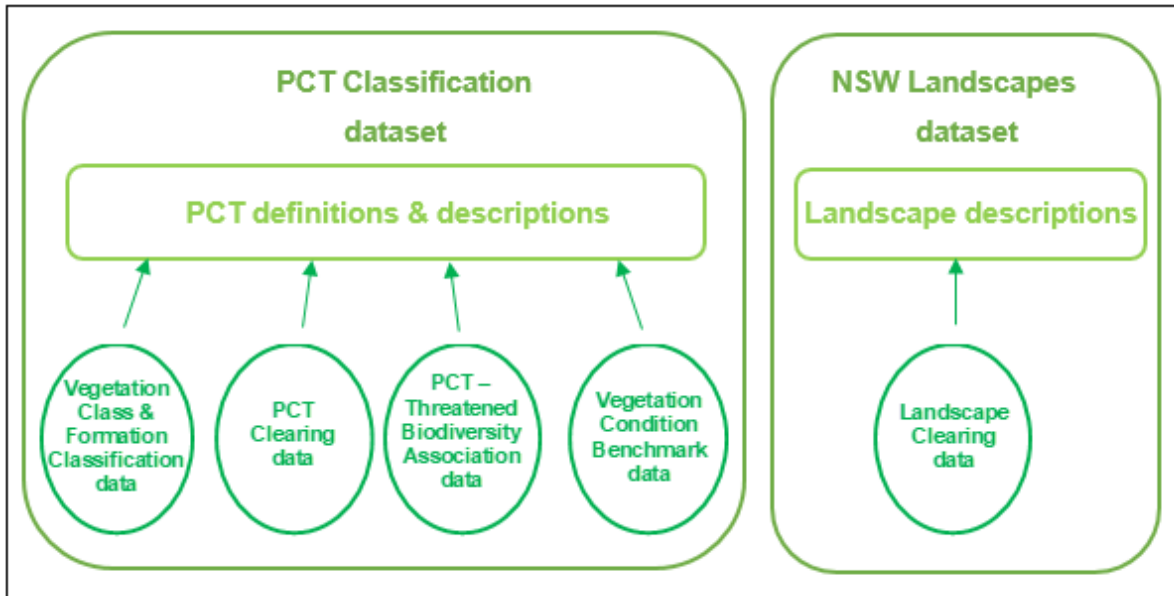 PCT Classification
dataset
PCT definitions & descriptions
Vegetation
Class &
Formation
Classification
data
PCT
Clearing
data
PCT –
Threatened
Biodiversity
Association
data
Vegetation
Condition
Benchmark
data
NSW Landscapes
dataset
Landscape descriptions
Landscape
Clearing
data